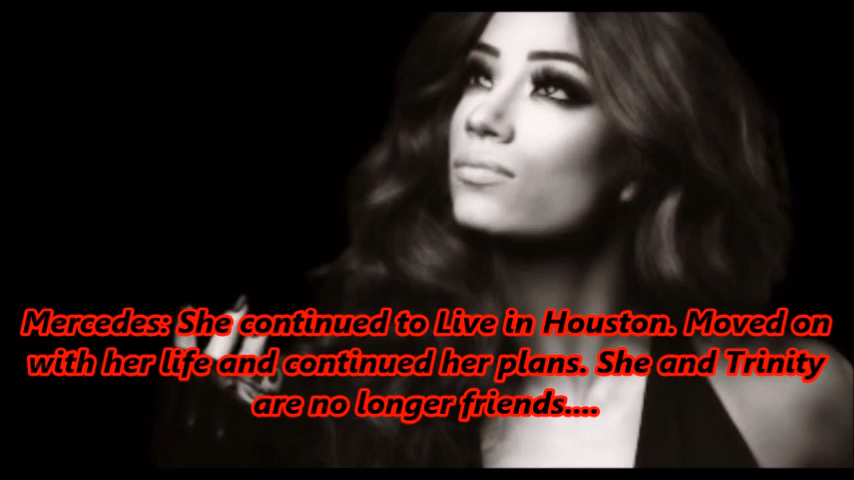 Mercedes: She continued to Live in Houston. Moved on
with her life and continued her plans. She and Trinity
are no longer friends....